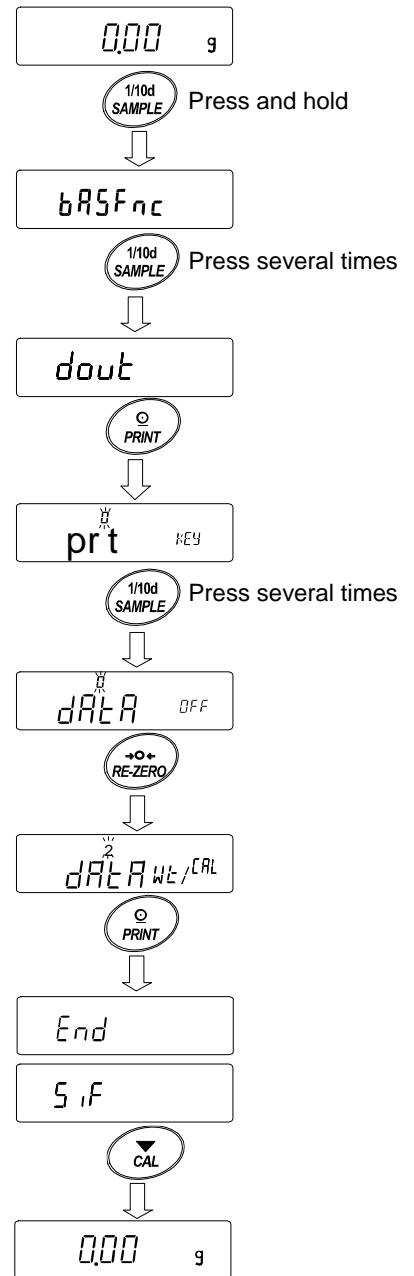 0.00 g
1/10d
SAMPLE
Press and hold
bASFnc
1/10d
SAMPLE
Press several times
dout
PRINT
0
prt KEY
1/10d
SAMPLE
Press several times
0
dAtA OFF
→O←
RE-ZERO
2
dAtA Wt/CAL
PRINT
End
SiF
CAL
0.00 g